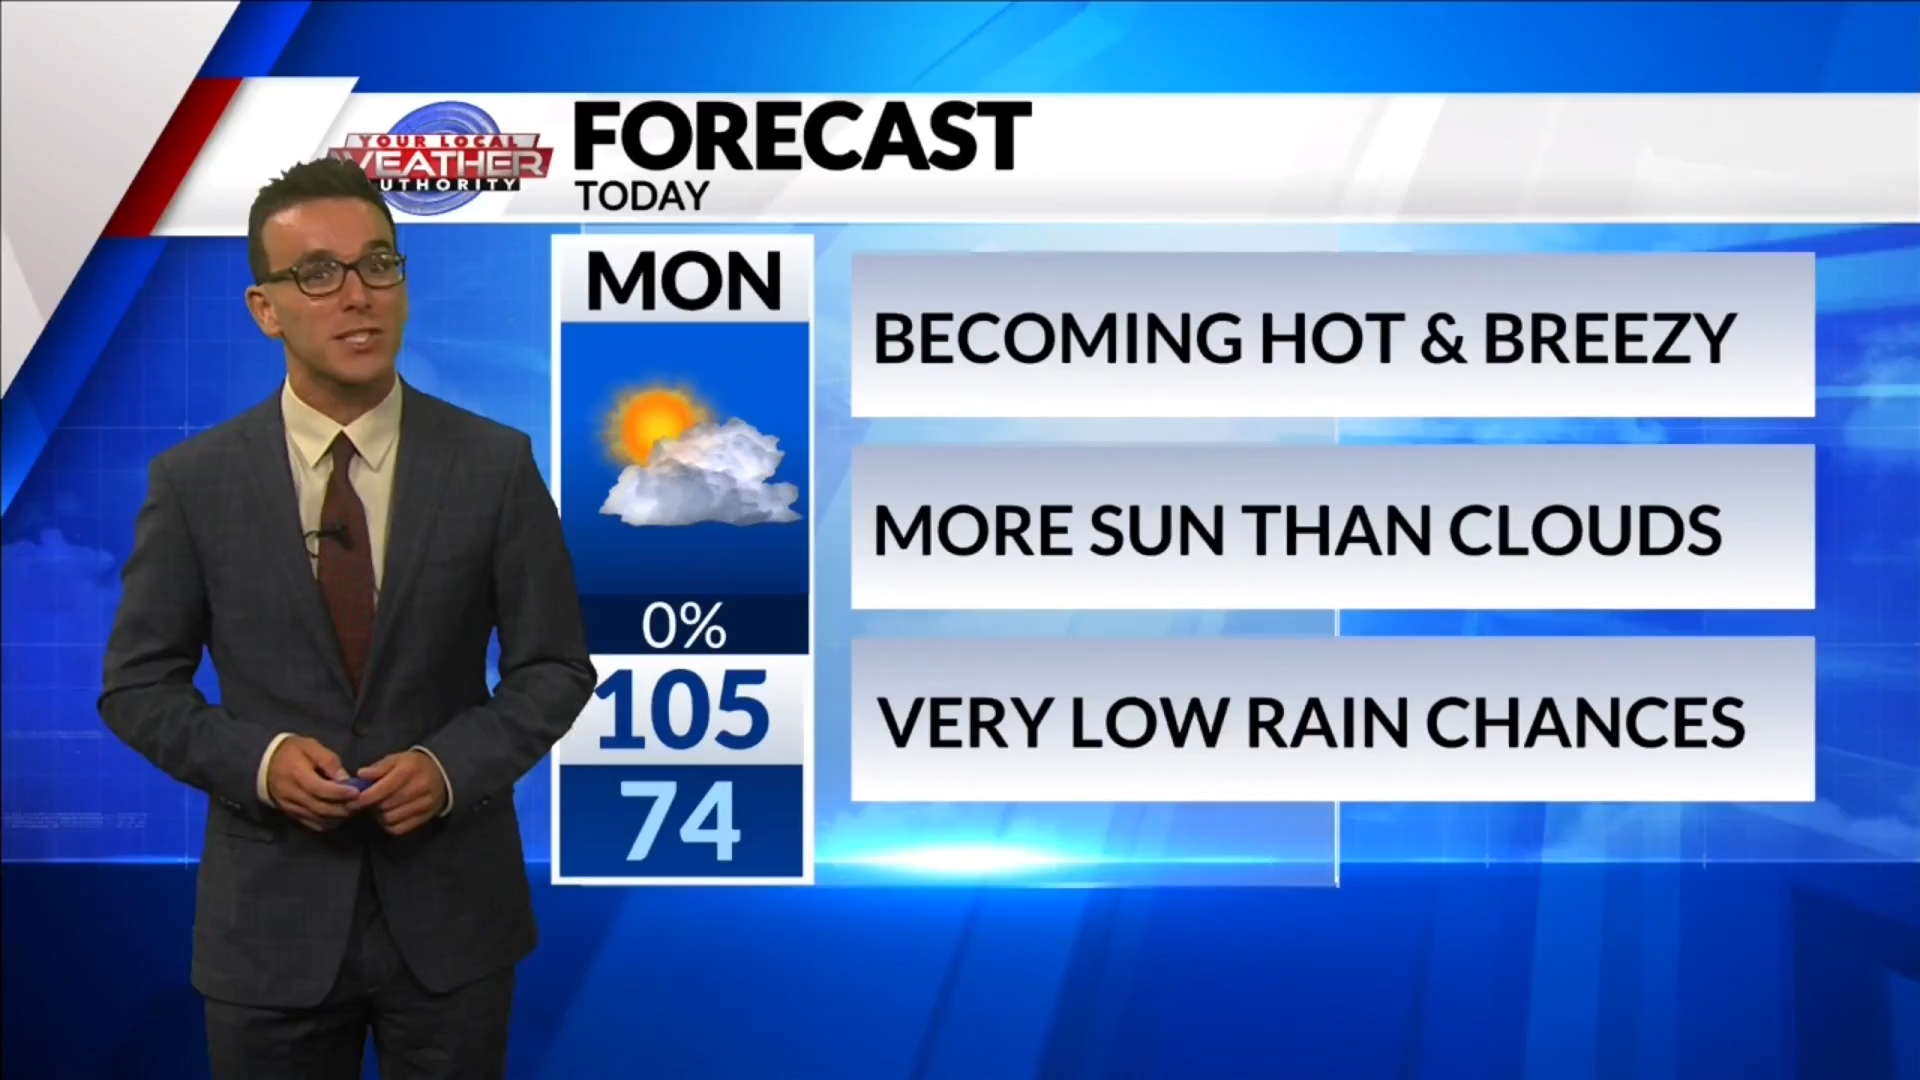 YOUR LOCAL
WEATHER
AUTHORITY
FORECAST
TODAY
MON
0%
105
74
BECOMING HOT & BREEZY
MORE SUN THAN CLOUDS
VERY LOW RAIN CHANCES